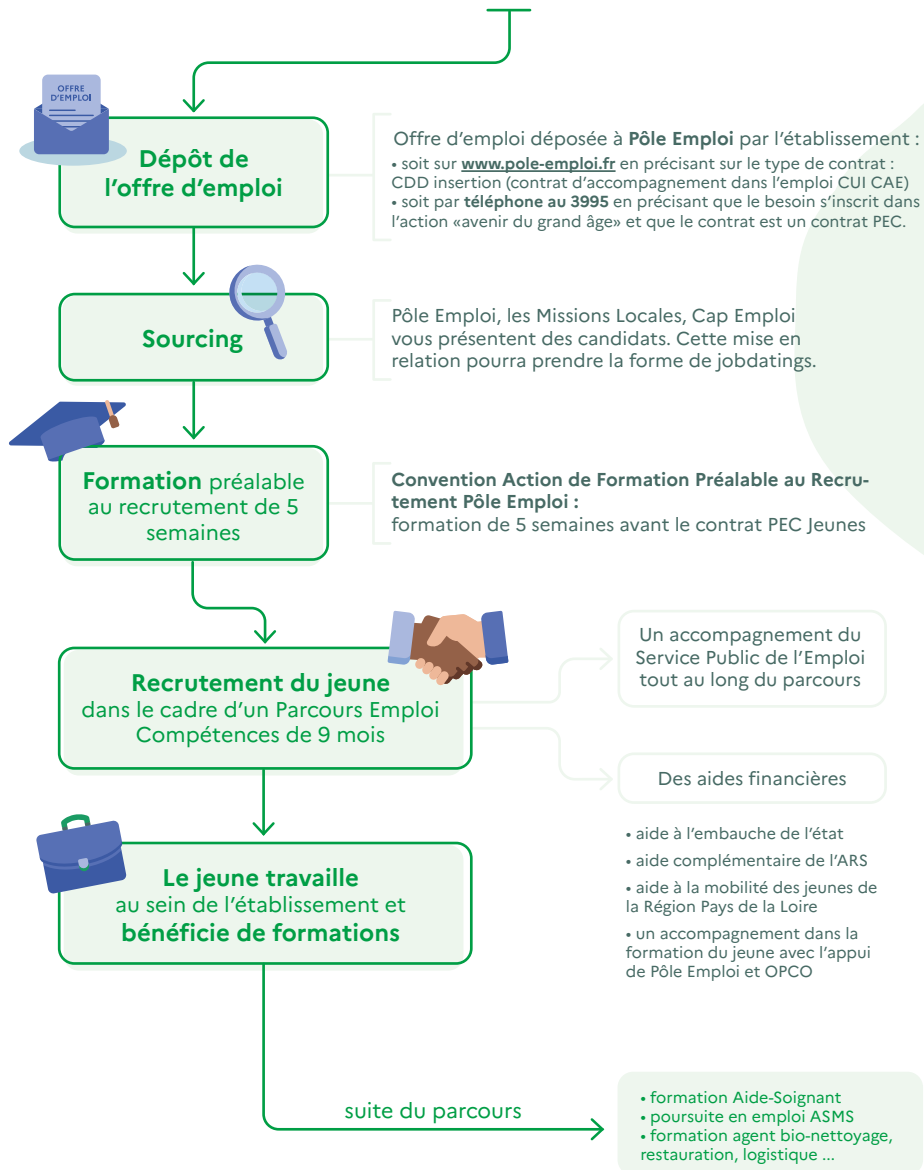 OFFRE
D'EMPLOI
Dépôt de
l'offre d'emploi
Offre d'emploi déposée à Pôle Emploi par l'établissement :
• soit sur www.pole-emploi.fr en précisant sur le type de contrat :
CDD insertion (contrat d'accompagnement dans l'emploi CUI CAE)
• soit par téléphone au 3995 en précisant que le besoin s'inscrit dans
l'action «avenir du grand âge» et que le contrat est un contrat PEC.
Sourcing
Pôle Emploi, les Missions Locales, Cap Emploi
vous présentent des candidats. Cette mise en
relation pourra prendre la forme de jobdatings.
Formation préalable
au recrutement de 5
semaines
Convention Action de Formation Préalable au Recru-
tement Pôle Emploi :
formation de 5 semaines avant le contrat PEC Jeunes
Recrutement du jeune
dans le cadre d'un Parcours Emploi
Compétences de 9 mois
Un accompagnement du
Service Public de l'Emploi
tout au long du parcours
Des aides financières
• aide à l'embauche de l'état
• aide complémentaire de l'ARS
• aide à la mobilité des jeunes de
la Région Pays de la Loire
• un accompagnement dans la
formation du jeune avec l'appui
de Pôle Emploi et OPCO
Le jeune travaille
au sein de l'établissement et
bénéficie de formations
suite du parcours
• formation Aide-Soignant
• poursuite en emploi ASMS
• formation agent bio-nettoyage,
restauration, logistique ...